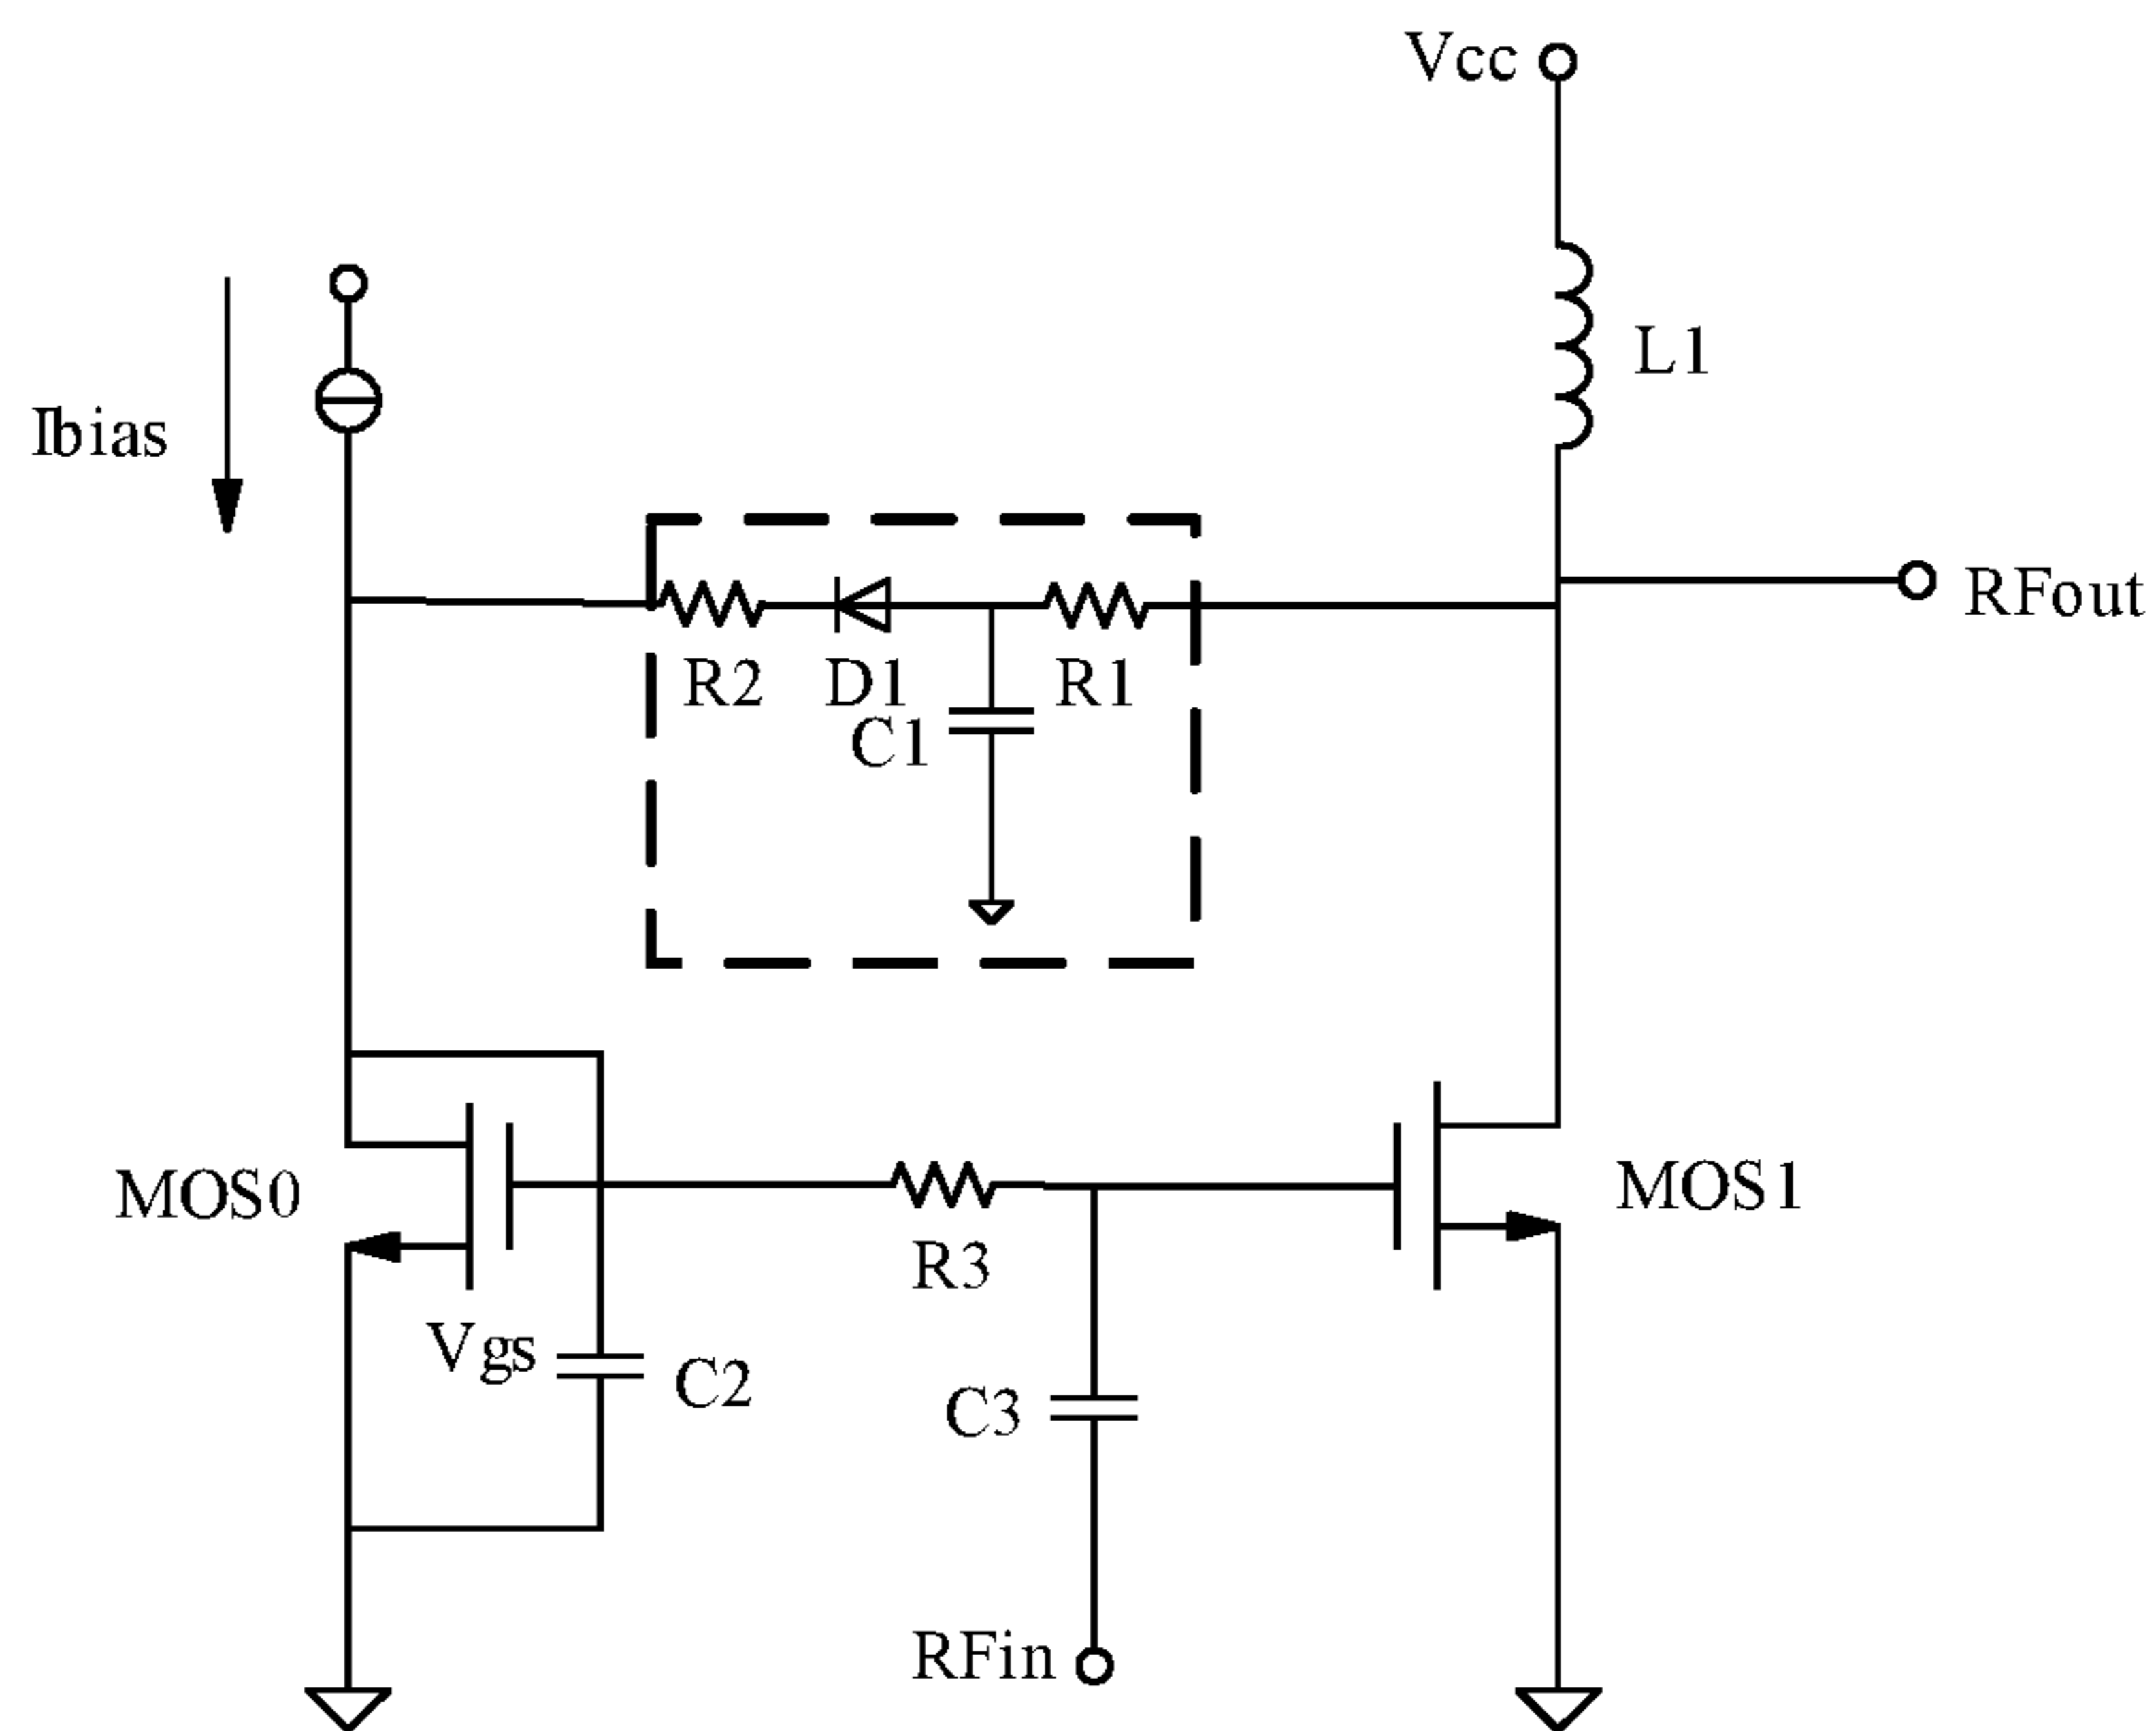 Vcc
L1
Ibias
RFout
R2
D1
R1
C1
MOS0
MOS1
R3
Vgs
C2
C3
RFin